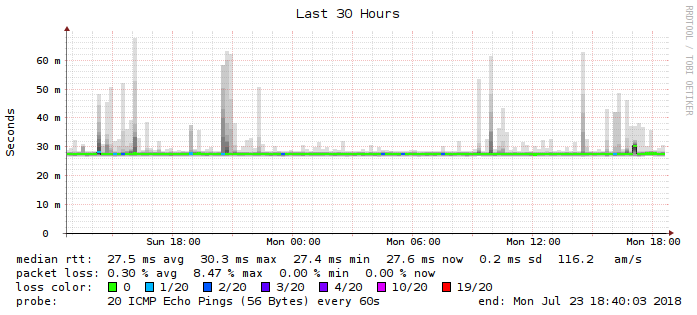 Last 30 Hours
RRDTOOL / TOBI OETIKER
Seconds
60 m
50 m
40 m
30 m
20 m
10 m
0
Sun 18:00 Mon 00:00 Mon 06:00 Mon 12:00 Mon 18:00
median rtt: 27.5 ms avg 30.3 ms max 27.4 ms min 27.6 ms now 0.2 ms sd 116.2 am/s
packet loss: 0.30 % avg 8.47 % max 0.00 % min 0.00 % now
loss color: 0 1/20 2/20 3/20 4/20 10/20 19/20
probe: 20 ICMP Echo Pings (56 Bytes) every 60s end: Mon Jul 23 18:40:03 2018